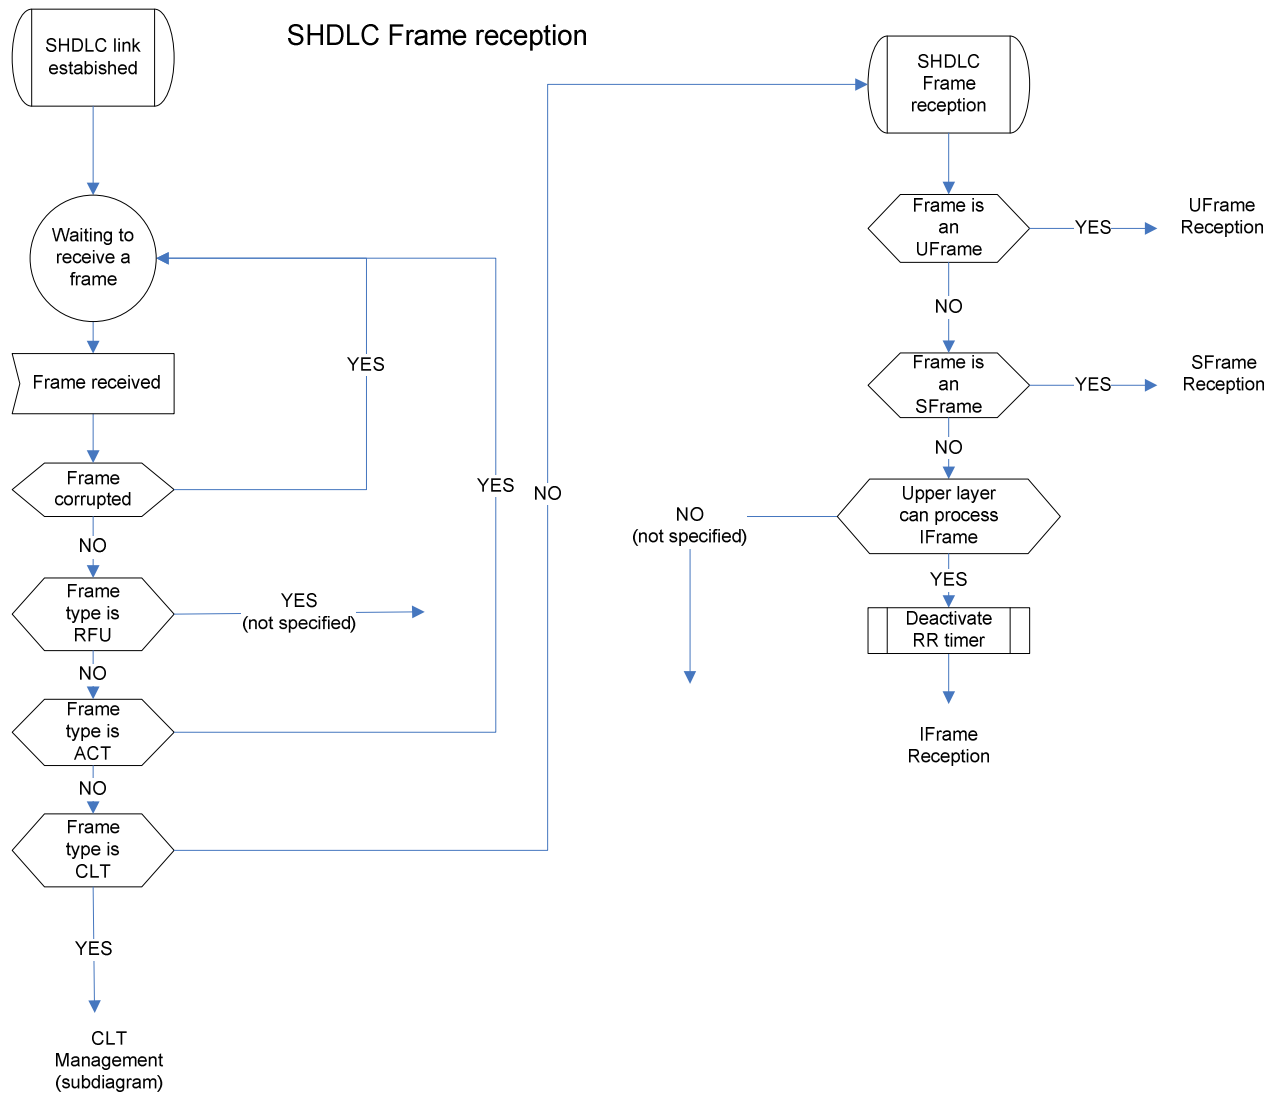 SHDLC Frame reception
SHDLC link
estabished
Waiting to
receive a
frame
Frame received
YES
Frame
corrupted
NO
YES
Frame
type is
RFU
YES
(not specified)
NO
Frame
type is
ACT
NO
Frame
type is
CLT
NO
YES
CLT
Management
(subdiagram)
SHDLC
Frame
reception
Frame is
an
UFrame
YES
UFrame
Reception
NO
Frame is
an
SFrame
YES
SFrame
Reception
NO
Upper layer
can process
IFrame
NO
(not specified)
YES
Deactivate
RR timer
IFrame
Reception